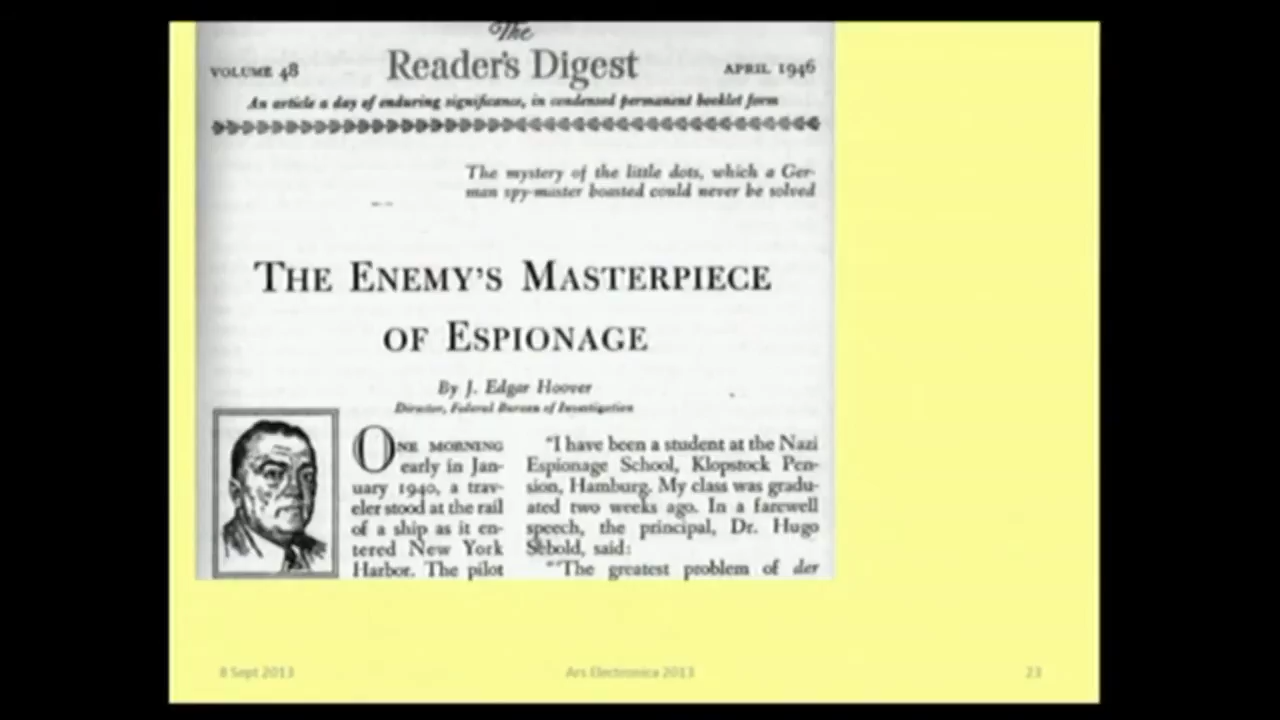 The
Reader's Digest
VOLUME 48
APRIL 1946
An article a day of enduring significance, in condensed permanent booklet form
The mystery of the little dots, which a Ger-
man spy-master boasted could never be solved
THE ENEMY'S MASTERPIECE
OF ESPIONAGE
By J. Edgar Hoover
Director, Federal Bureau of Investigation
ONE MORNING
early in Jan-
uary 1940, a trav-
eler stood at the rail
of a ship as it en-
tered New York
Harbor. The pilot
"I have been a student at the Nazi
Espionage School, Klopstock Pen-
sion, Hamburg. My class was gradu-
ated two weeks ago. In a farewell
speech, the principal, Dr. Hugo
Sebold, said:
"'The greatest problem of der
8 Sept 2013
Ars Electronica 2013
23